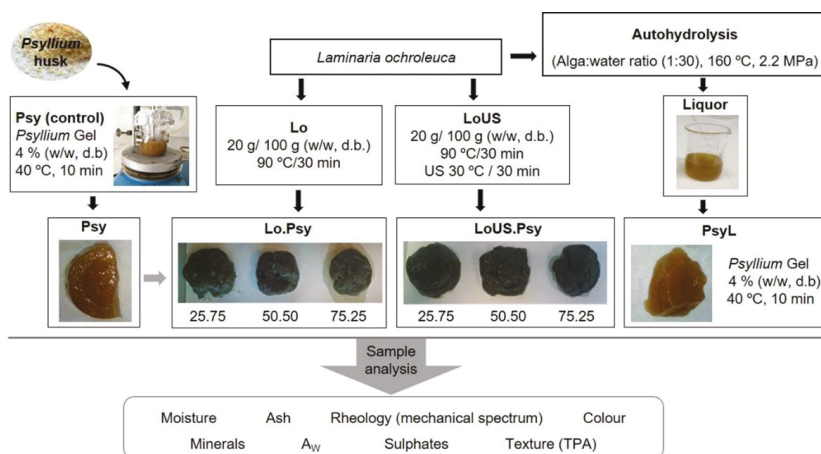 Psyllium
husk
Laminaria ochroleuca
Autohydrolysis
(Alga:water ratio (1:30), 160 ºC, 2.2 MPa)
Psy (control)
Psyllium Gel
4 % (w/w, d.b)
40 ºC, 10 min
Lo
20 g/ 100 g (w/w, d.b.)
90 ºC/30 min
LoUS
20 g/ 100 g (w/w, d.b.)
90 ºC/30 min
US 30 ºC / 30 min
Liquor
Psy
Lo.Psy
25.75 50.50 75.25
LoUS.Psy
25.75 50.50 75.25
PsyL
Psyllium Gel
4 % (w/w, d.b)
40 ºC, 10 min
Sample
analysis
Moisture Ash Rheology (mechanical spectrum) Colour
Minerals AW Sulphates Texture (TPA)